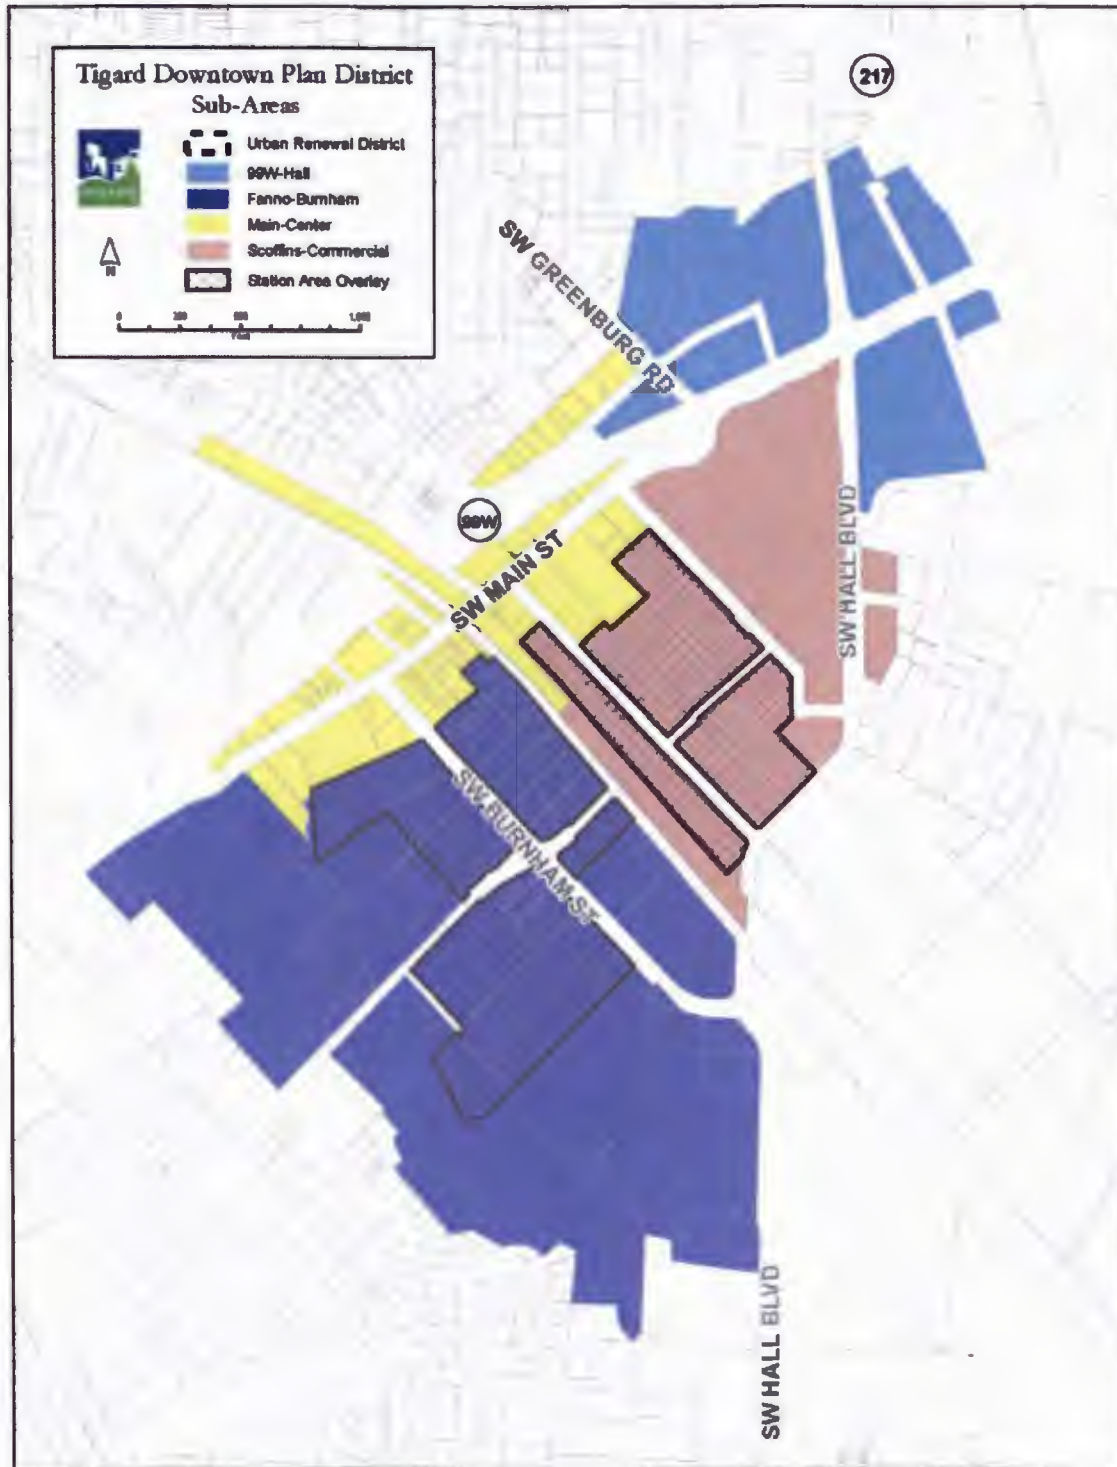 Tigard Downtown Plan District
Sub-Areas
Urban Renewal District
99W-Hall
Fanno-Burnham
Main-Center
Scoffins-Commercial
Station Area Overlay
N
0
217
SW GREENBURG RD
99W
SW MAIN ST
SW HALL BLVD
SW BURNHAM ST
SW HALL BLVD